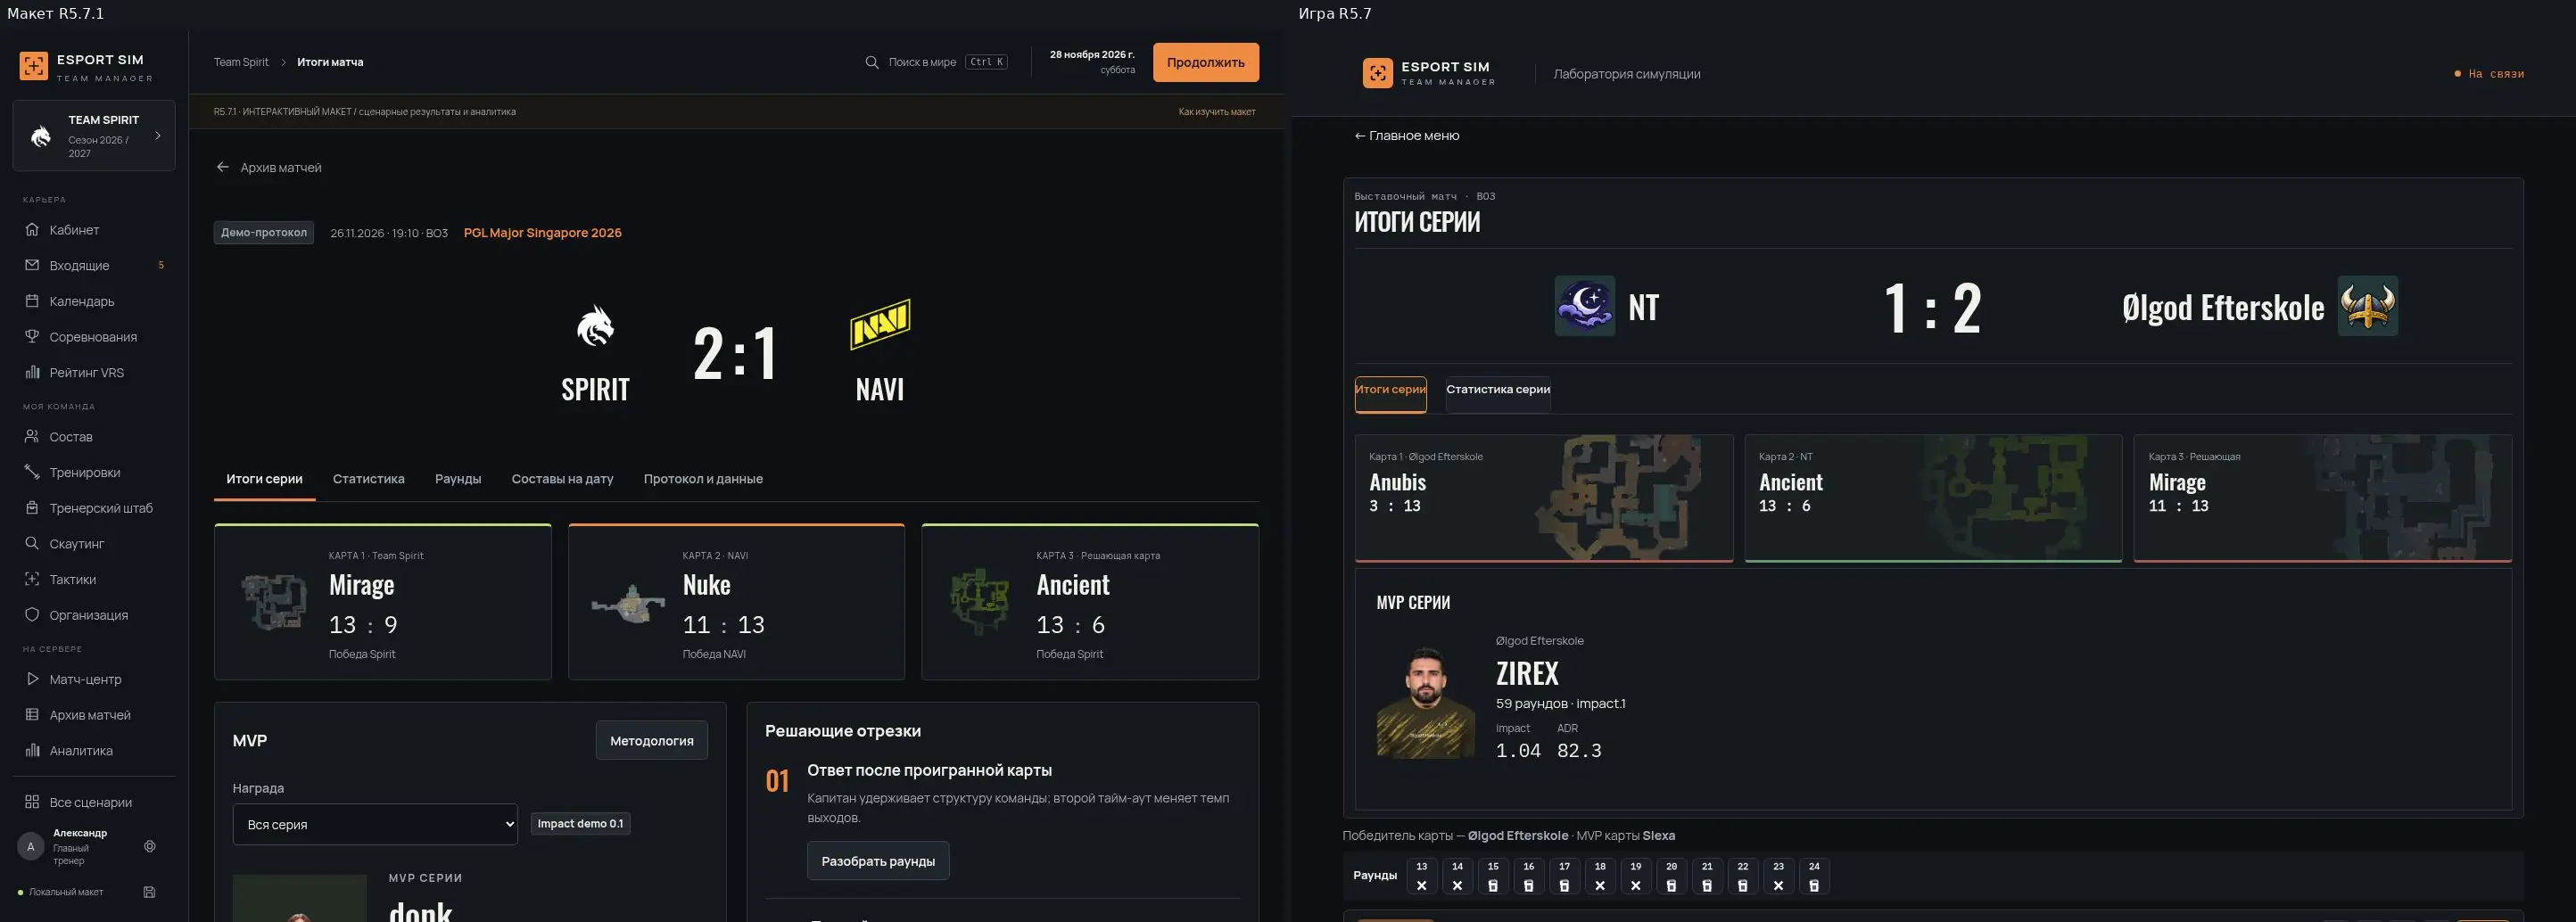 Макет R5.7.1
ESPORT SIM
TEAM MANAGER
TEAM SPIRIT
Сезон 2026 /
2027
КАРЬЕРА
Кабинет
Входящие 5
Календарь
Соревнования
Рейтинг VRS
МОЯ КОМАНДА
Состав
Тренировки
Тренерский штаб
Скаутинг
Тактики
Организация
НА СЕРВЕРЕ
Матч-центр
Архив матчей
Аналитика
Все сценарии
А
Александр
Главный
тренер
Локальный макет
Team Spirit > Итоги матча
Поиск в мире Ctrl K
28 ноября 2026 г.
суббота
Продолжить
R5.7.1 · ИНТЕРАКТИВНЫЙ МАКЕТ / сценарные результаты и аналитика
Как изучить макет
← Архив матчей
Демо-протокол 26.11.2026 · 19:10 · BO3 PGL Major Singapore 2026
NAVI
2:1
SPIRIT NAVI
Итоги серии Статистика Раунды Составы на дату Протокол и данные
КАРТА 1 · Team Spirit
Mirage
13 : 9
Победа Spirit
КАРТА 2 · NAVI
Nuke
11 : 13
Победа NAVI
КАРТА 3 · Решающая карта
Ancient
13 : 6
Победа Spirit
MVP
Методология
Награда
Вся серия
Impact demo 0.1
MVP СЕРИИ
donk
Решающие отрезки
01
Ответ после проигранной карты
Капитан удерживает структуру команды; второй тайм-аут меняет темп
выходов.
Разобрать раунды
Игра R5.7
ESPORT SIM
TEAM MANAGER
Лаборатория симуляции
На связи
← Главное меню
Выставочный матч · BO3
ИТОГИ СЕРИИ
NT 1 : 2 Ølgod Efterskole
Итоги серии Статистика серии
Карта 1 · Ølgod Efterskole
Anubis
3 : 13
Карта 2 · NT
Ancient
13 : 6
Карта 3 · Решающая
Mirage
11 : 13
MVP СЕРИИ
Ølgod Efterskole
ZIREX
59 раундов · impact.1
Impact ADR
1.04 82.3
Победитель карты — Ølgod Efterskole · MVP карты Slexa
Раунды 13 14 15 16 17 18 19 20 21 22 23 24